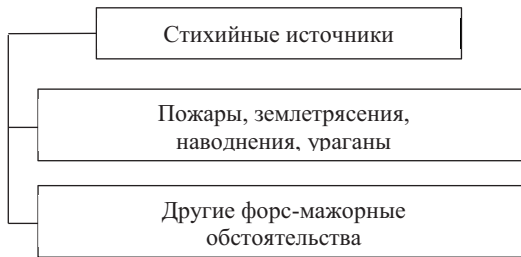 Стихийные источники
Пожары, землетрясения,
наводнения, ураганы
Другие форс-мажорные
обстоятельства